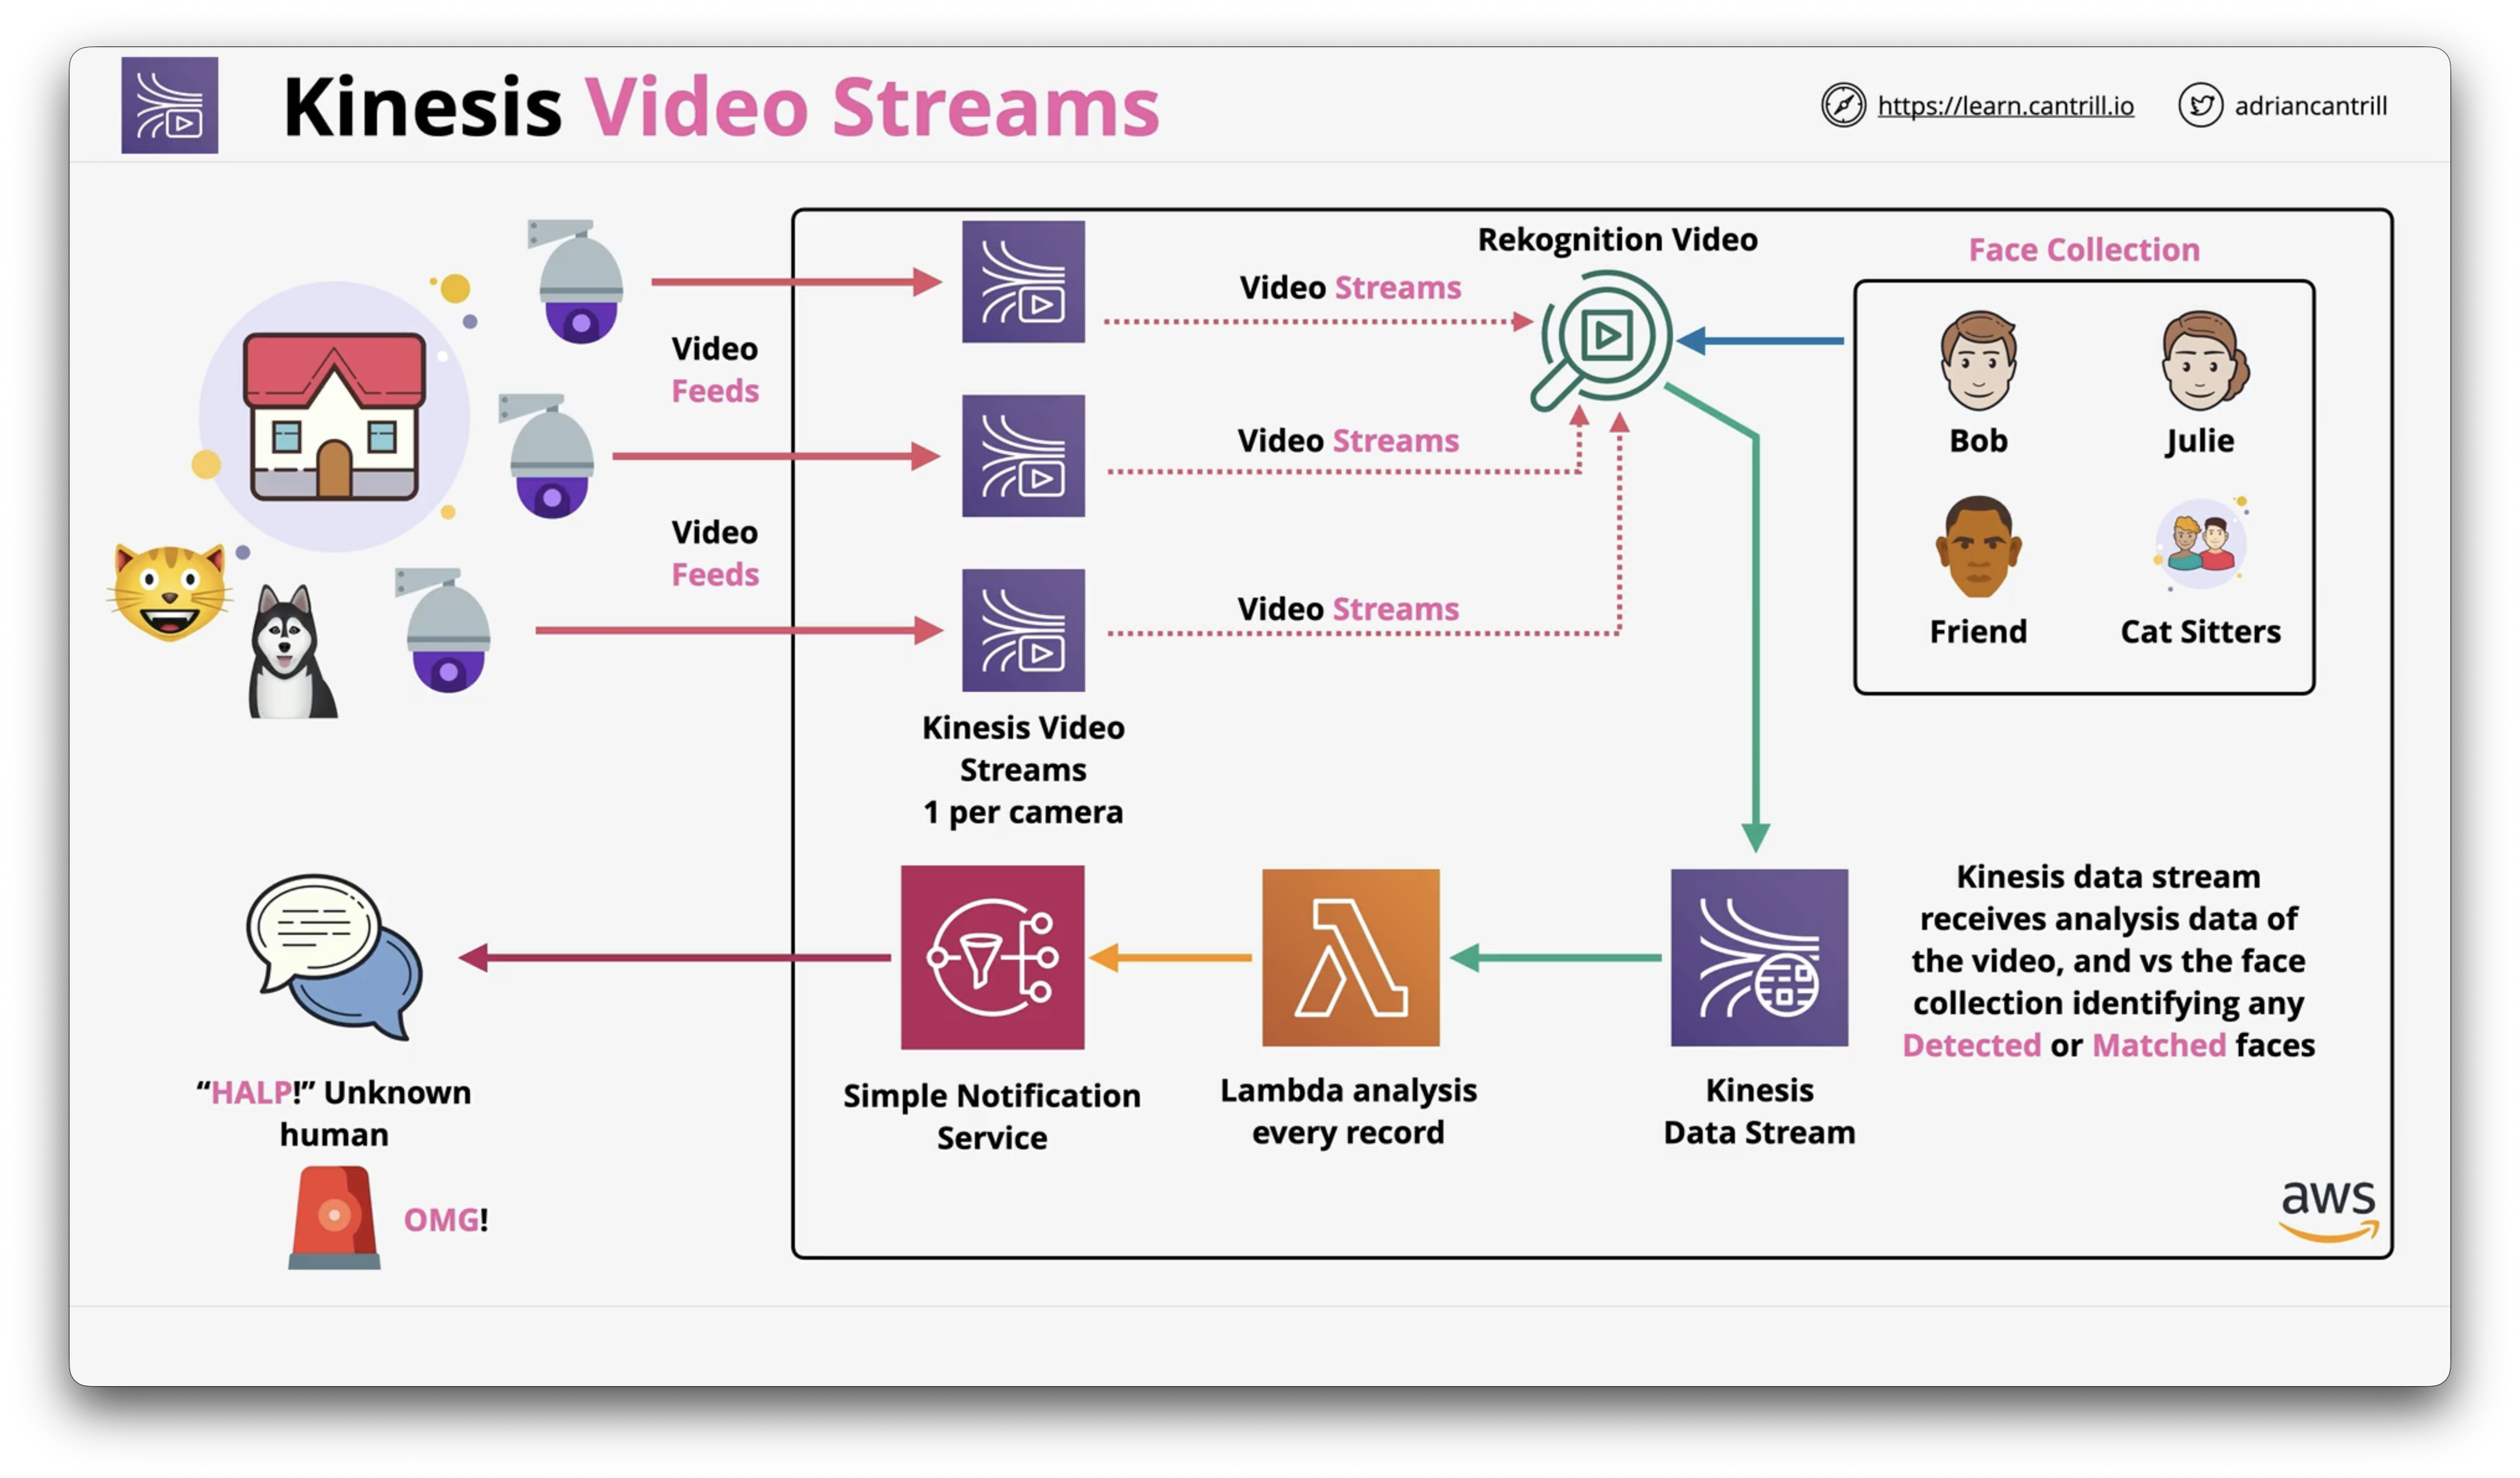 Kinesis Video Streams
https://learn.cantrill.io
adriancantrill
Video
Feeds
Video
Feeds
Video Streams
Video Streams
Video Streams
Rekognition Video
Face Collection
Bob
Julie
Friend
Cat Sitters
Kinesis Video
Streams
1 per camera
Kinesis data stream
receives analysis data of
the video, and vs the face
collection identifying any
Detected or Matched faces
Kinesis
Data Stream
Lambda analysis
every record
Simple Notification
Service
“HALP!” Unknown
human
OMG!
aws